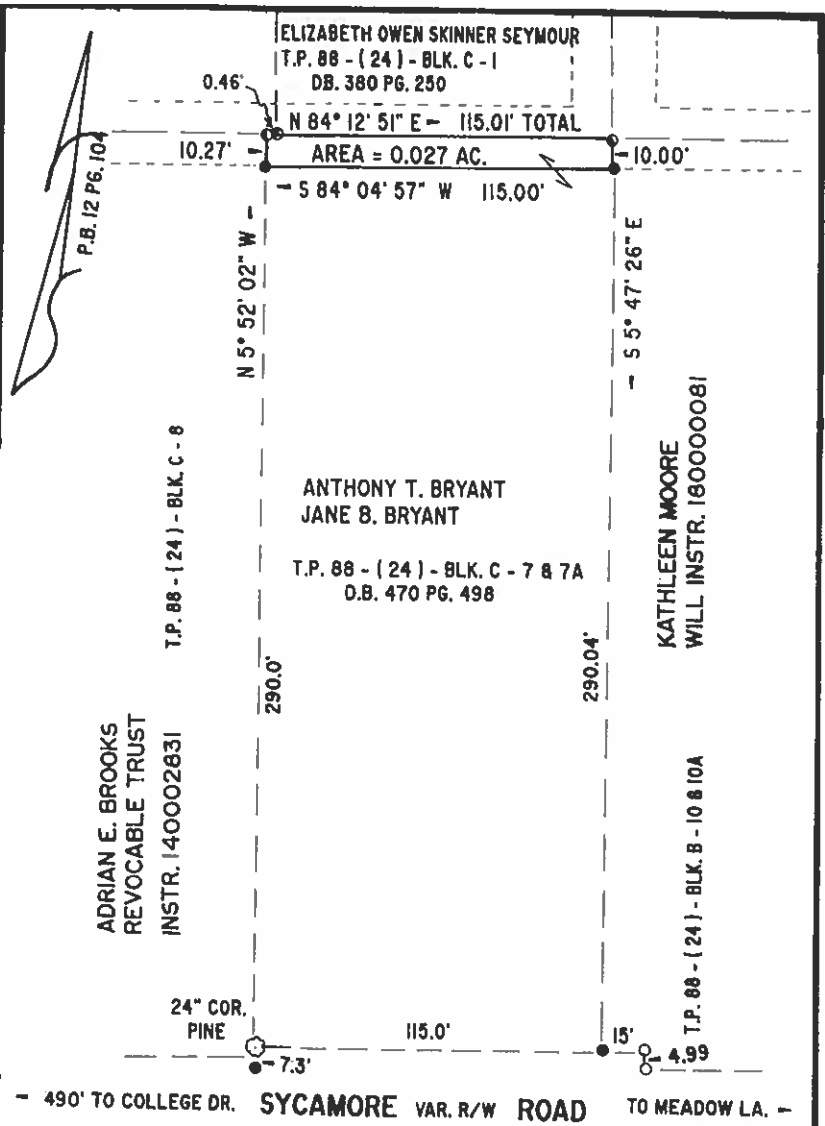 ELIZABETH OWEN SKINNER SEYMOUR
T.P. 88 - ( 24 ) - BLK. C - 1
DB. 380 PG. 250
0.46'
N 84° 12' 51" E - 115.01' TOTAL
10.27'
AREA = 0.027 AC.
10.00'
S 84° 04' 57" W 115.00'
P.B. 12 PG. 104
N 5° 52' 02" W
S 5° 47' 26" E
T.P. 88 - ( 24 ) - BLK. C - 8
ANTHONY T. BRYANT
JANE B. BRYANT
T.P. 88 - ( 24 ) - BLK. C - 7 & 7A
D.B. 470 PG. 498
KATHLEEN MOORE
WILL INSTR. 180000081
290.0'
290.04'
ADRIAN E. BROOKS
REVOCABLE TRUST
INSTR. 140002831
T.P. 88 - ( 24 ) - BLK. B - 10 & 10A
24" COR.
PINE
115.0'
15'
7.3'
4.99
- 490' TO COLLEGE DR. SYCAMORE VAR. R/W ROAD TO MEADOW LA. -